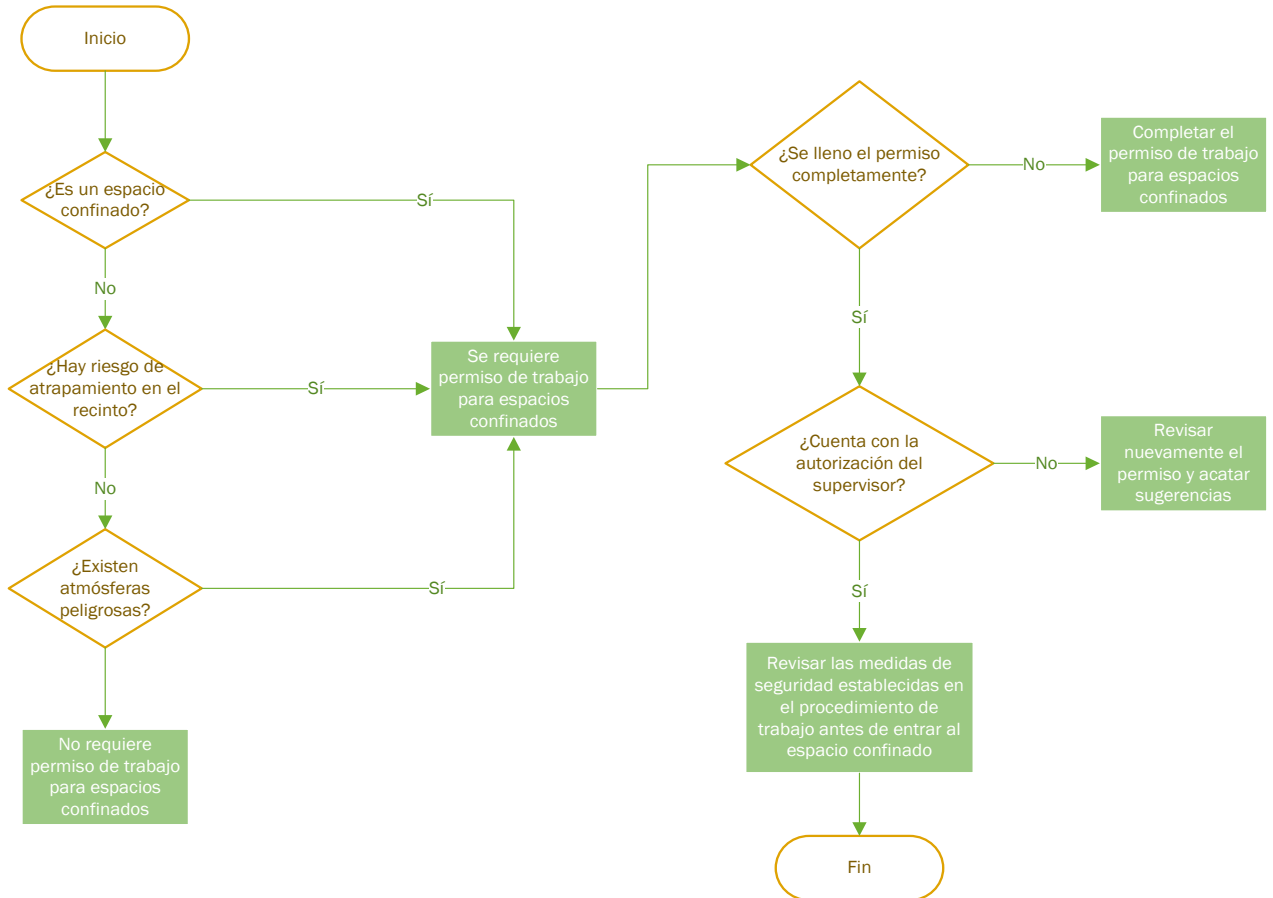 Inicio
¿Es un espacio
confinado?
Sí
No
¿Hay riesgo de
atrapamiento en el
recinto?
Sí
No
¿Existen
atmósferas
peligrosas?
Sí
No requiere
permiso de trabajo
para espacios
confinados
Se requiere
permiso de trabajo
para espacios
confinados
¿Se lleno el permiso
completamente?
No
Completar el
permiso de trabajo
para espacios
confinados
Sí
¿Cuenta con la
autorización del
supervisor?
No
Revisar
nuevamente el
permiso y acatar
sugerencias
Sí
Revisar las medidas de
seguridad establecidas en
el procedimiento de
trabajo antes de entrar al
espacio confinado
Fin